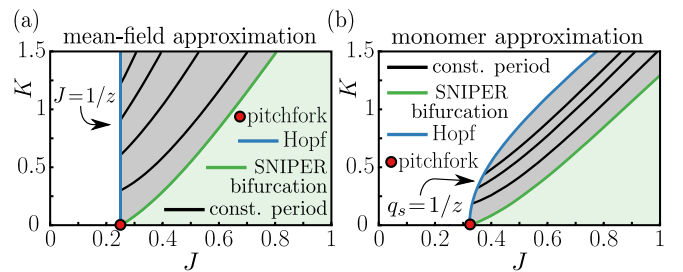 (a)
mean-field approximation
K
1.5
1
0.5
0
J=1/z
pitchfork
Hopf
SNIPER
bifurcation
const. period
0 0.2 0.4 0.6 0.8 1
J
(b)
monomer approximation
K
1.5
1
0.5
0
const. period
SNIPER
bifurcation
Hopf
pitchfork
q_s=1/z
0 0.2 0.4 0.6 0.8 1
J